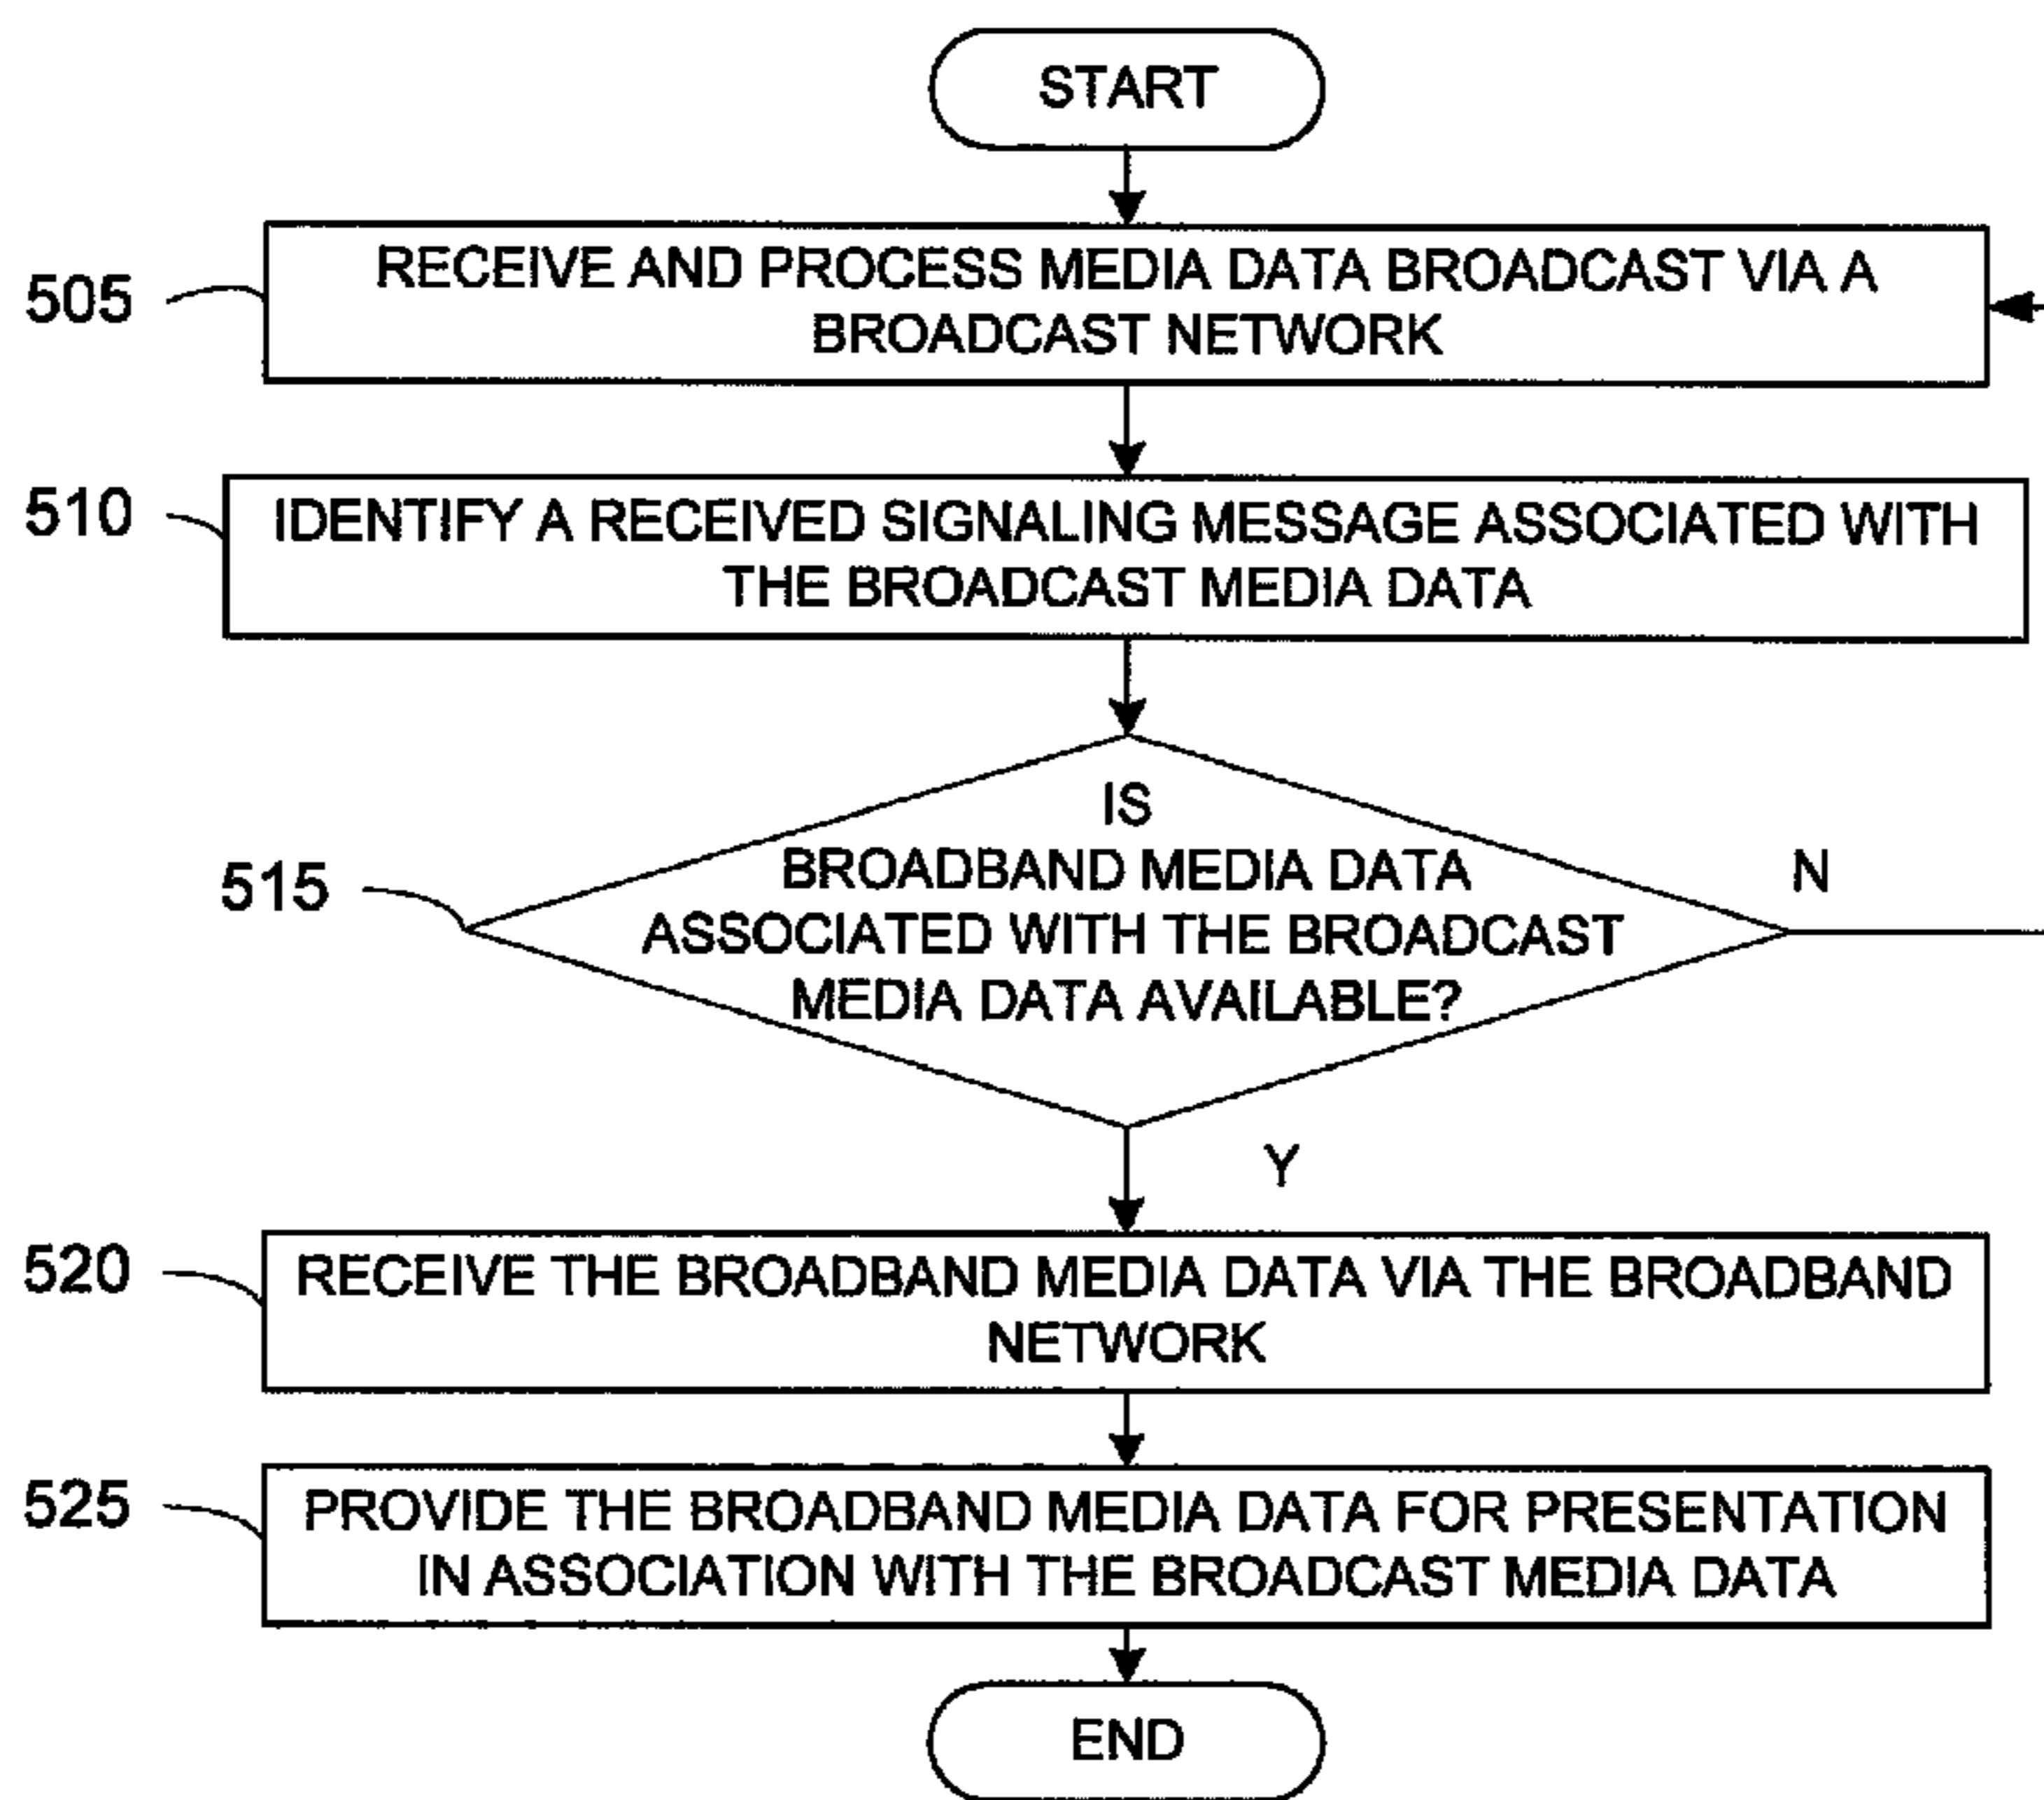 START
505
RECEIVE AND PROCESS MEDIA DATA BROADCAST VIA A
BROADCAST NETWORK
510
IDENTIFY A RECEIVED SIGNALING MESSAGE ASSOCIATED WITH
THE BROADCAST MEDIA DATA
515
IS
BROADBAND MEDIA DATA
ASSOCIATED WITH THE BROADCAST
MEDIA DATA AVAILABLE?
N
Y
520
RECEIVE THE BROADBAND MEDIA DATA VIA THE BROADBAND
NETWORK
525
PROVIDE THE BROADBAND MEDIA DATA FOR PRESENTATION
IN ASSOCIATION WITH THE BROADCAST MEDIA DATA
END